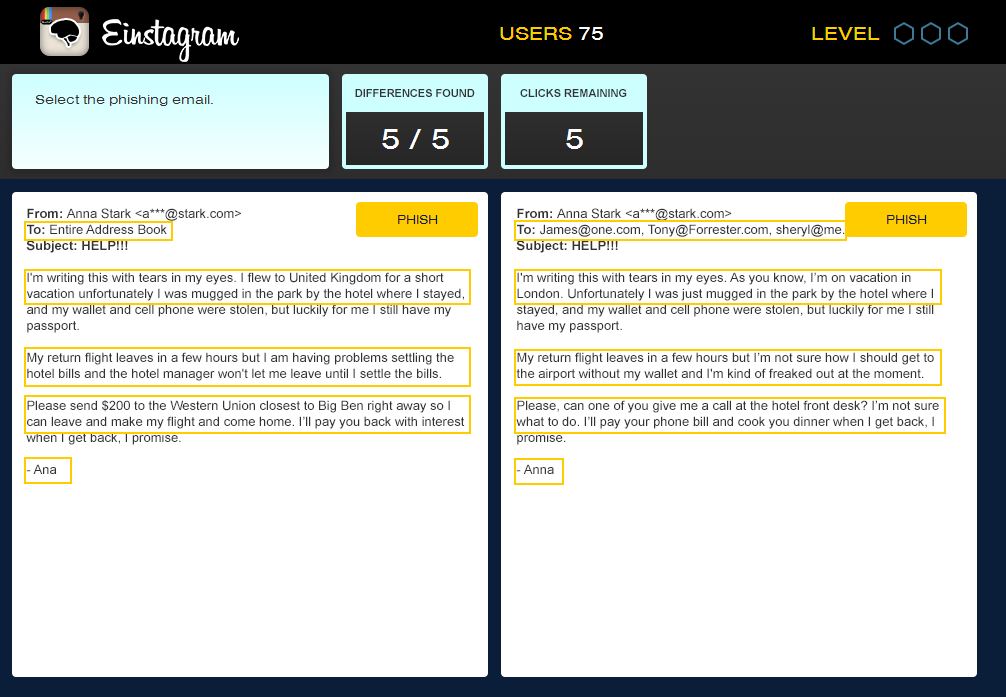 Einstagram
USERS 75
LEVEL
Select the phishing email.
DIFFERENCES FOUND
5 / 5
CLICKS REMAINING
5
From: Anna Stark <a***@stark.com>
PHISH
To: Entire Address Book
Subject: HELP!!!
I'm writing this with tears in my eyes. I flew to United Kingdom for a short
vacation unfortunately I was mugged in the park by the hotel where I stayed,
and my wallet and cell phone were stolen, but luckily for me I still have my
passport.
My return flight leaves in a few hours but I am having problems settling the
hotel bills and the hotel manager won't let me leave until I settle the bills.
Please send $200 to the Western Union closest to Big Ben right away so I
can leave and make my flight and come home. I'll pay you back with interest
when I get back, I promise.
- Ana
From: Anna Stark <a***@stark.com>
PHISH
To: James@one.com, Tony@Forrester.com, sheryl@me.
Subject: HELP!!!
I'm writing this with tears in my eyes. As you know, I'm on vacation in
London. Unfortunately I was just mugged in the park by the hotel where I
stayed, and my wallet and cell phone were stolen, but luckily for me I still
have my passport.
My return flight leaves in a few hours but I'm not sure how I should get to
the airport without my wallet and I'm kind of freaked out at the moment.
Please, can one of you give me a call at the hotel front desk? I'm not sure
what to do. I'll pay your phone bill and cook you dinner when I get back, I
promise.
- Anna